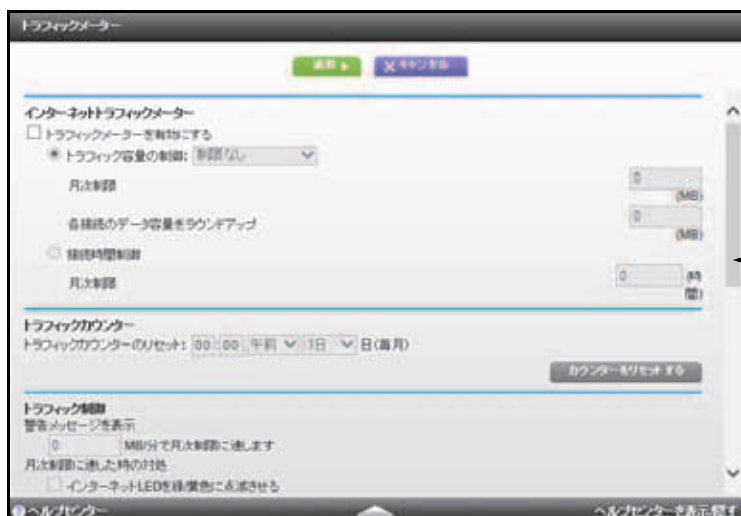 トラフィックメーター
適用
キャンセル
インターネットトラフィックメーター
トラフィックメーターを有効にする
トラフィック容量の制御: 制限なし
月次制限
0
(MB)
各接続のデータ容量をラウンドアップ
0
(MB)
接続時間制御
月次制限
0
(時
間)
トラフィックカウンター
トラフィックカウンターのリセット: 00 : 00 午前 1日 日(毎月)
カウンターをリセットする
トラフィック制御
警告メッセージを表示
0 MB/分で月次制限に達します
月次制限に達した時の対処
インターネットLEDを緑/黄色に点滅させる
ヘルプセンター
ヘルプセンターを表示/隠す